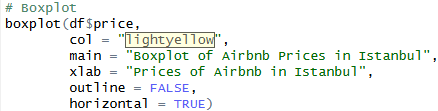 # Boxplot
boxplot(df$price,
        col = "lightyellow",
        main = "Boxplot of Airbnb Prices in Istanbul",
        xlab = "Prices of Airbnb in Istanbul",
        outline = FALSE,
        horizontal = TRUE)